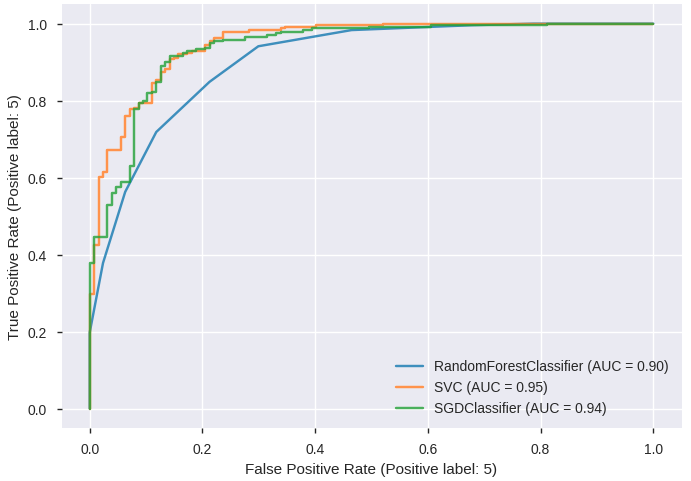 1.0
0.8
0.6
0.4
0.2
0.0
True Positive Rate (Positive label: 5)
RandomForestClassifier (AUC = 0.90)
SVC (AUC = 0.95)
SGDClassifier (AUC = 0.94)
0.0 0.2 0.4 0.6 0.8 1.0
False Positive Rate (Positive label: 5)